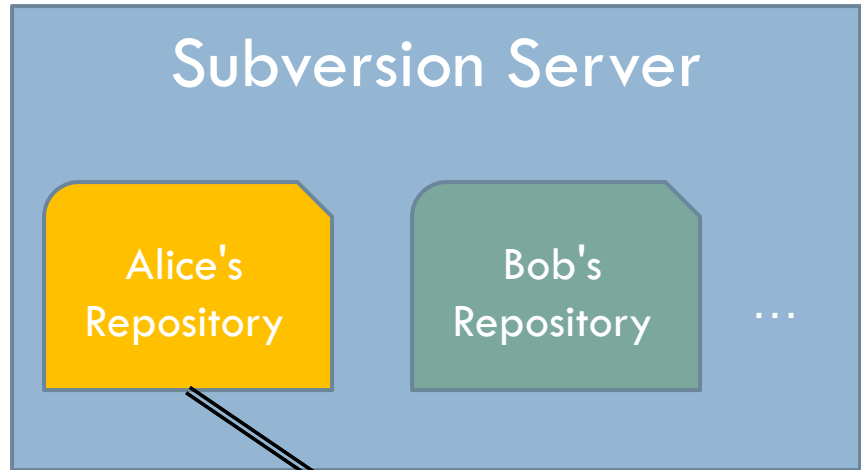 Subversion Server
Alice's
Repository
Bob's
Repository
...